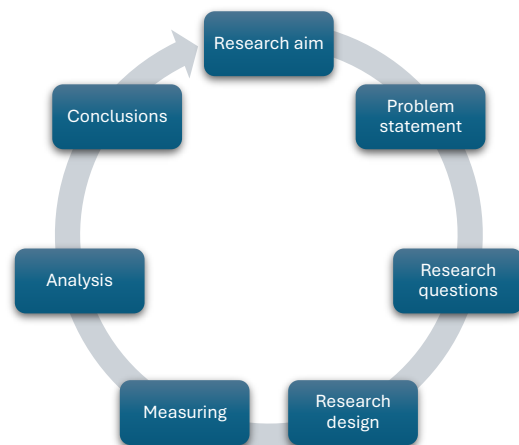 Research aim
Problem
statement
Research
questions
Research
design
Measuring
Analysis
Conclusions